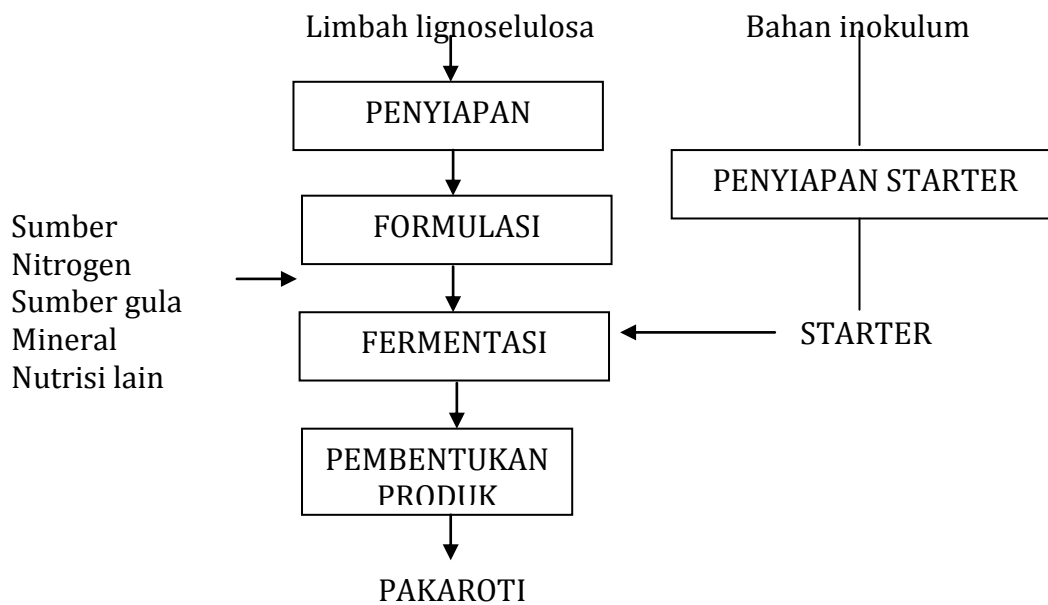 Limbah lignoselulosa
Bahan inokulum
PENYIAPAN
PENYIAPAN STARTER
FORMULASI
Sumber
Nitrogen
Sumber gula
Mineral
Nutrisi lain
FERMENTASI
STARTER
PEMBENTUKAN
PRODUK
PAKAROTI